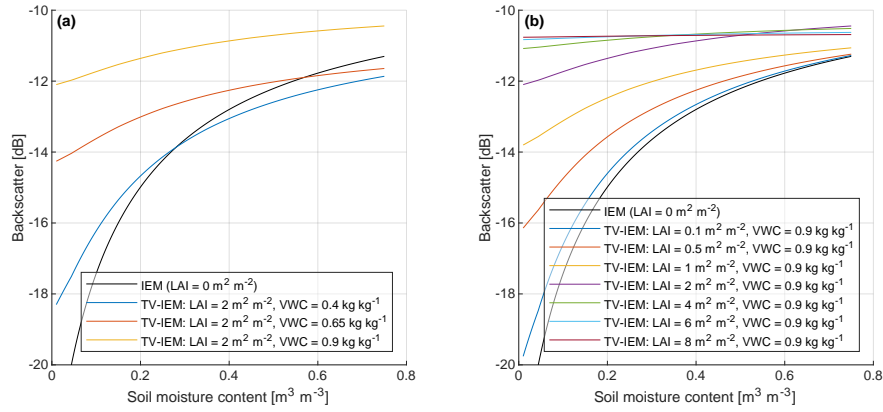 (a)
Backscatter [dB]
-10
-12
-14
-16
-18
-20
IEM (LAI = 0 m² m⁻²)
TV-IEM: LAI = 2 m² m⁻², VWC = 0.4 kg kg⁻¹
TV-IEM: LAI = 2 m² m⁻², VWC = 0.65 kg kg⁻¹
TV-IEM: LAI = 2 m² m⁻², VWC = 0.9 kg kg⁻¹
0 0.2 0.4 0.6 0.8
Soil moisture content [m³ m⁻³]
(b)
Backscatter [dB]
-10
-12
-14
-16
-18
-20
IEM (LAI = 0 m² m⁻²)
TV-IEM: LAI = 0.1 m² m⁻², VWC = 0.9 kg kg⁻¹
TV-IEM: LAI = 0.5 m² m⁻², VWC = 0.9 kg kg⁻¹
TV-IEM: LAI = 1 m² m⁻², VWC = 0.9 kg kg⁻¹
TV-IEM: LAI = 2 m² m⁻², VWC = 0.9 kg kg⁻¹
TV-IEM: LAI = 4 m² m⁻², VWC = 0.9 kg kg⁻¹
TV-IEM: LAI = 6 m² m⁻², VWC = 0.9 kg kg⁻¹
TV-IEM: LAI = 8 m² m⁻², VWC = 0.9 kg kg⁻¹
0 0.2 0.4 0.6 0.8
Soil moisture content [m³ m⁻³]